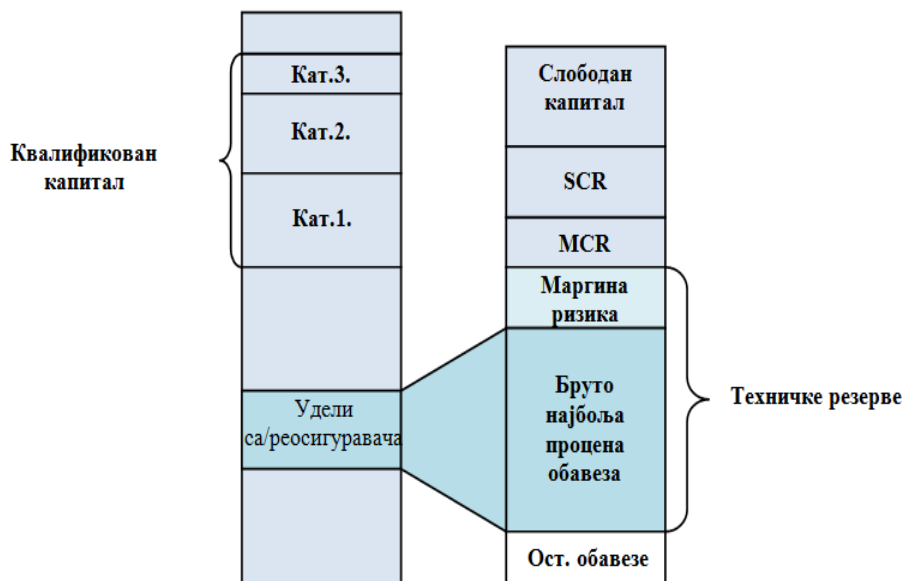 Квалификован
капитал
Кат.3.
Кат.2.
Кат.1.
Удели
са/реосигуравача
Слободан
капитал
SCR
MCR
Маргина
ризика
Бруто
најбоља
процена
обавеза
Ост. обавезе
Техничке резерве